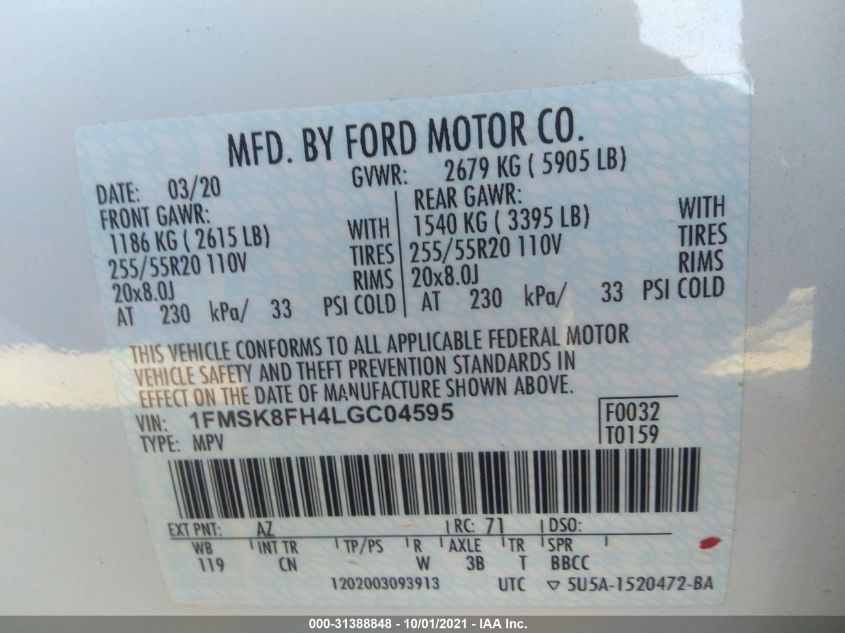 MFD. BY FORD MOTOR CO.
DATE: 03/20 GVWR: 2679 KG ( 5905 LB)
FRONT GAWR: REAR GAWR:
1186 KG ( 2615 LB) WITH 1540 KG ( 3395 LB) WITH
255/55R20 110V TIRES 255/55R20 110V TIRES
20x8.0J RIMS 20x8.0J RIMS
AT 230 kPa/ 33 PSI COLD AT 230 kPa/ 33 PSI COLD
THIS VEHICLE CONFORMS TO ALL APPLICABLE FEDERAL MOTOR
VEHICLE SAFETY AND THEFT PREVENTION STANDARDS IN
EFFECT ON THE DATE OF MANUFACTURE SHOWN ABOVE.
VIN: 1FMSK8FH4LGC04595 F0032
TYPE: MPV T0159
EXT PNT: AZ RC: 71 DSO:
WB INT TR TP/PS R AXLE TR SPR
119 CN W 3B T BBCC
1202003093913 UTC ▽ 5U5A-1520472-BA
000-31388848 - 10/01/2021 - IAA Inc.